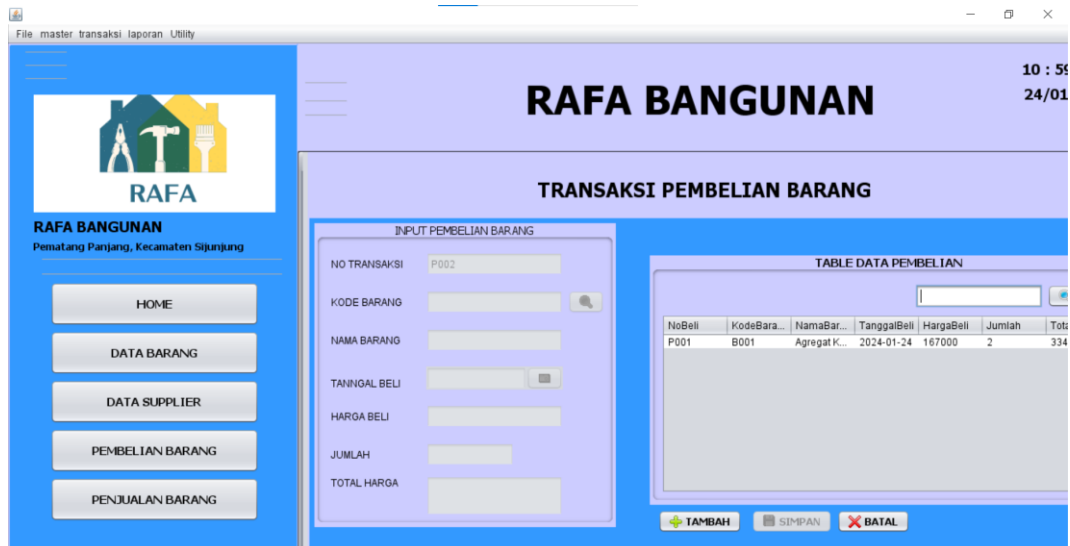 File master transaksi laporan Utility
RAFA
RAFA BANGUNAN
Pematang Panjang, Kecamaten Sijunjung
HOME
DATA BARANG
DATA SUPPLIER
PEMBELIAN BARANG
PENJUALAN BARANG
RAFA BANGUNAN
10 : 59
24/01
TRANSAKSI PEMBELIAN BARANG
INPUT PEMBELIAN BARANG
NO TRANSAKSI P002
KODE BARANG
NAMA BARANG
TANNGAL BELI
HARGA BELI
JUMLAH
TOTAL HARGA
TABLE DATA PEMBELIAN
NoBeli KodeBara... NamaBar... TanggalBeli HargaBeli Jumlah Tota
P001 B001 Agregat K... 2024-01-24 167000 2 334
TAMBAH SIMPAN BATAL